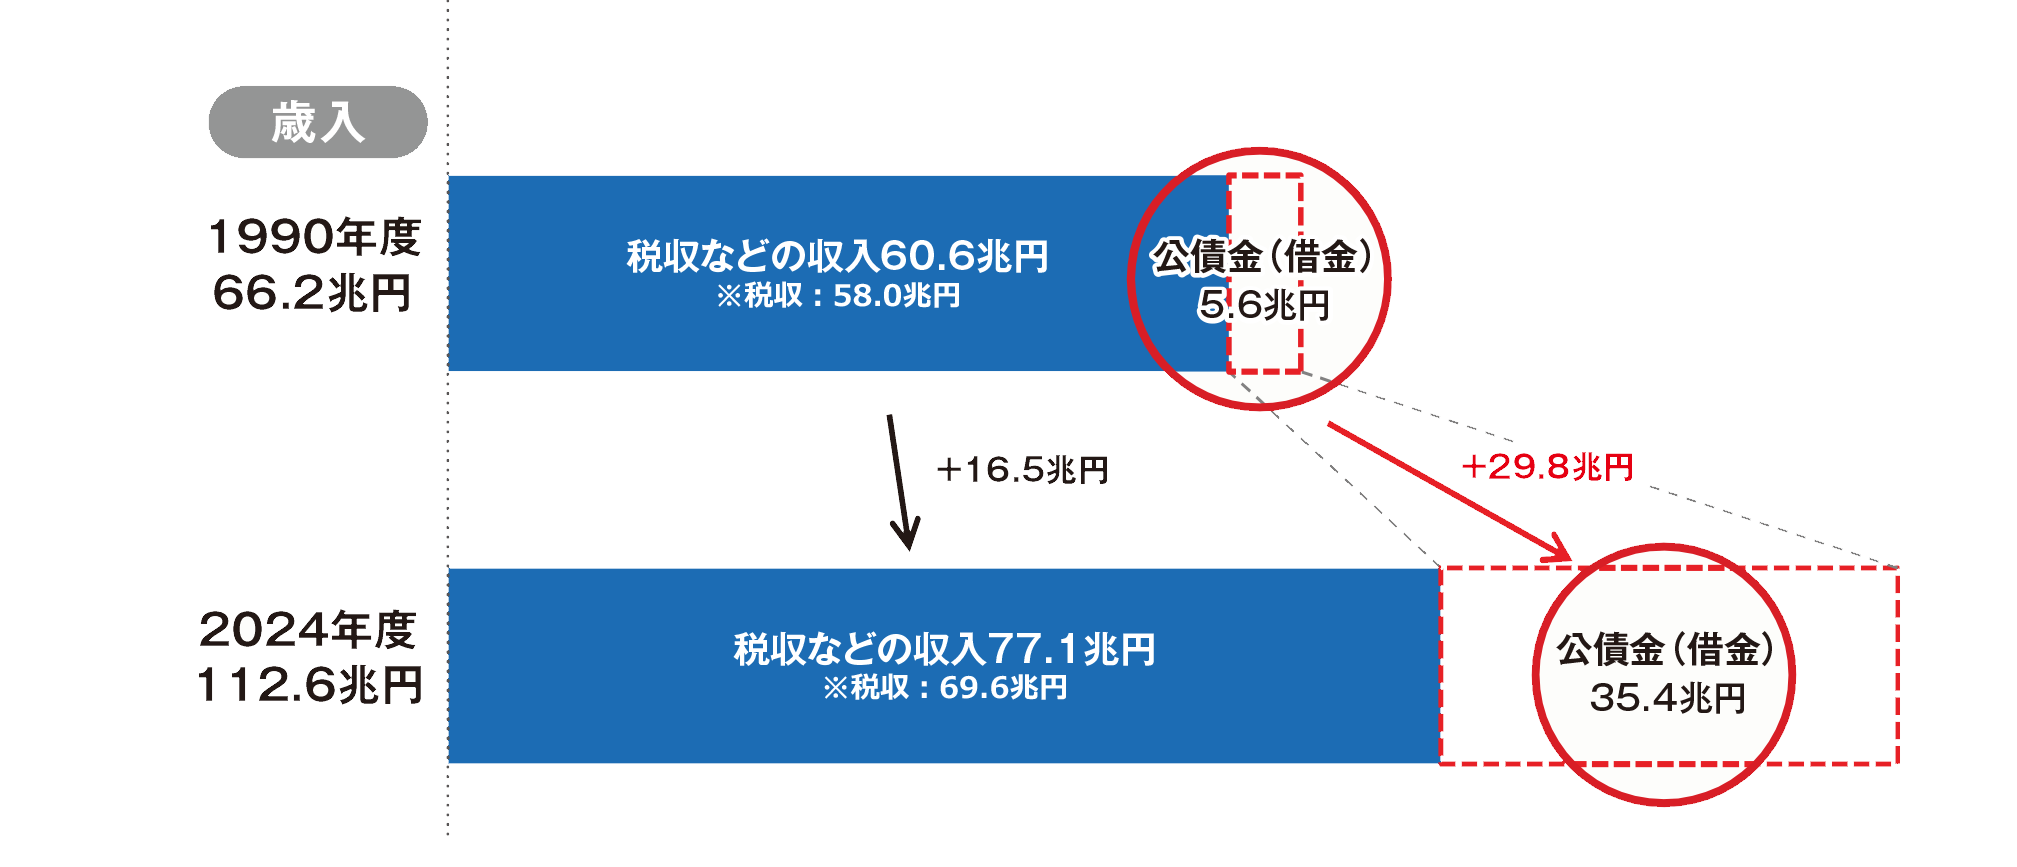 歳入
1990年度
66.2兆円
税収などの収入60.6兆円
※税収：58.0兆円
公債金（借金）
5.6兆円
+16.5兆円
+29.8兆円
2024年度
112.6兆円
税収などの収入77.1兆円
※税収：69.6兆円
公債金（借金）
35.4兆円